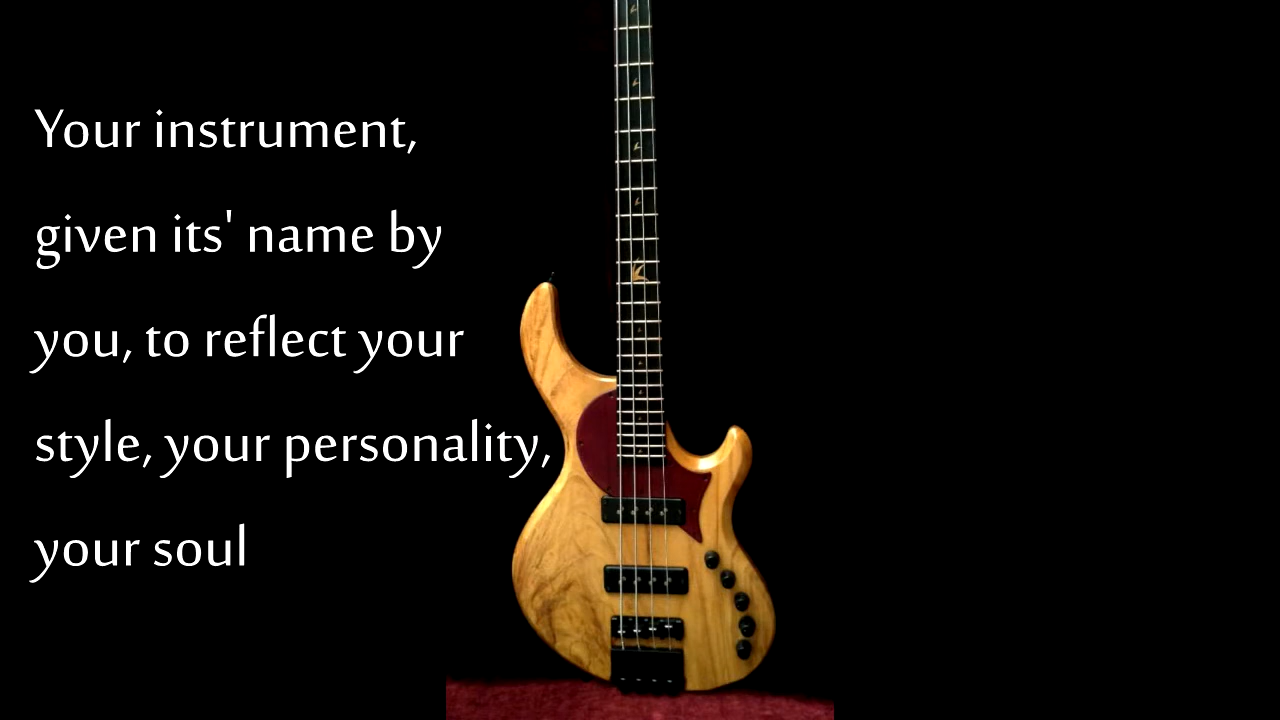 Your instrument,
given its' name by
you, to reflect your
style, your personality,
your soul